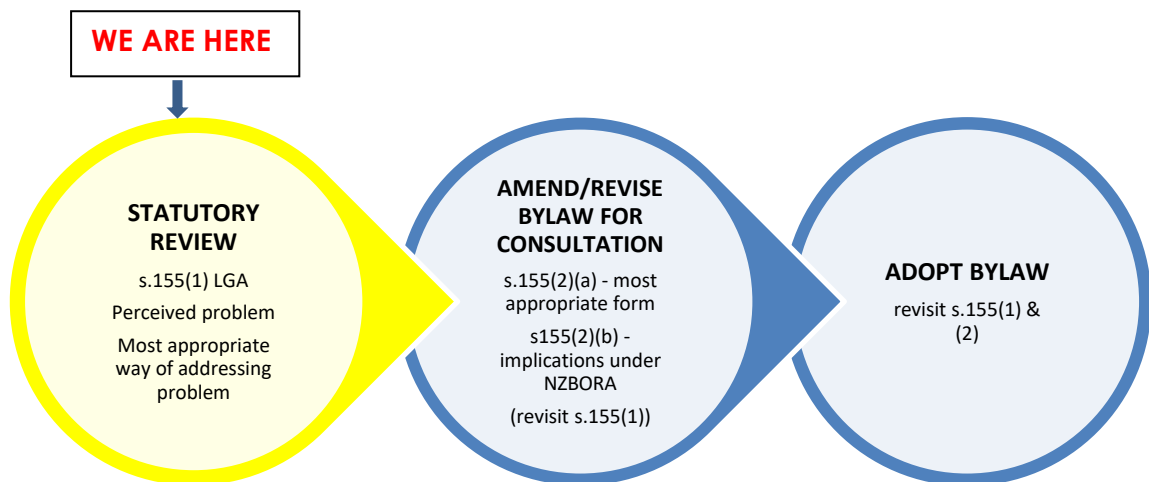 WE ARE HERE
STATUTORY
REVIEW
s.155(1) LGA
Perceived problem
Most appropriate
way of addressing
problem
AMEND/REVISE
BYLAW FOR
CONSULTATION
s.155(2)(a) - most
appropriate form
s155(2)(b) -
implications under
NZBORA
(revisit s.155(1))
ADOPT BYLAW
revisit s.155(1) &
(2)